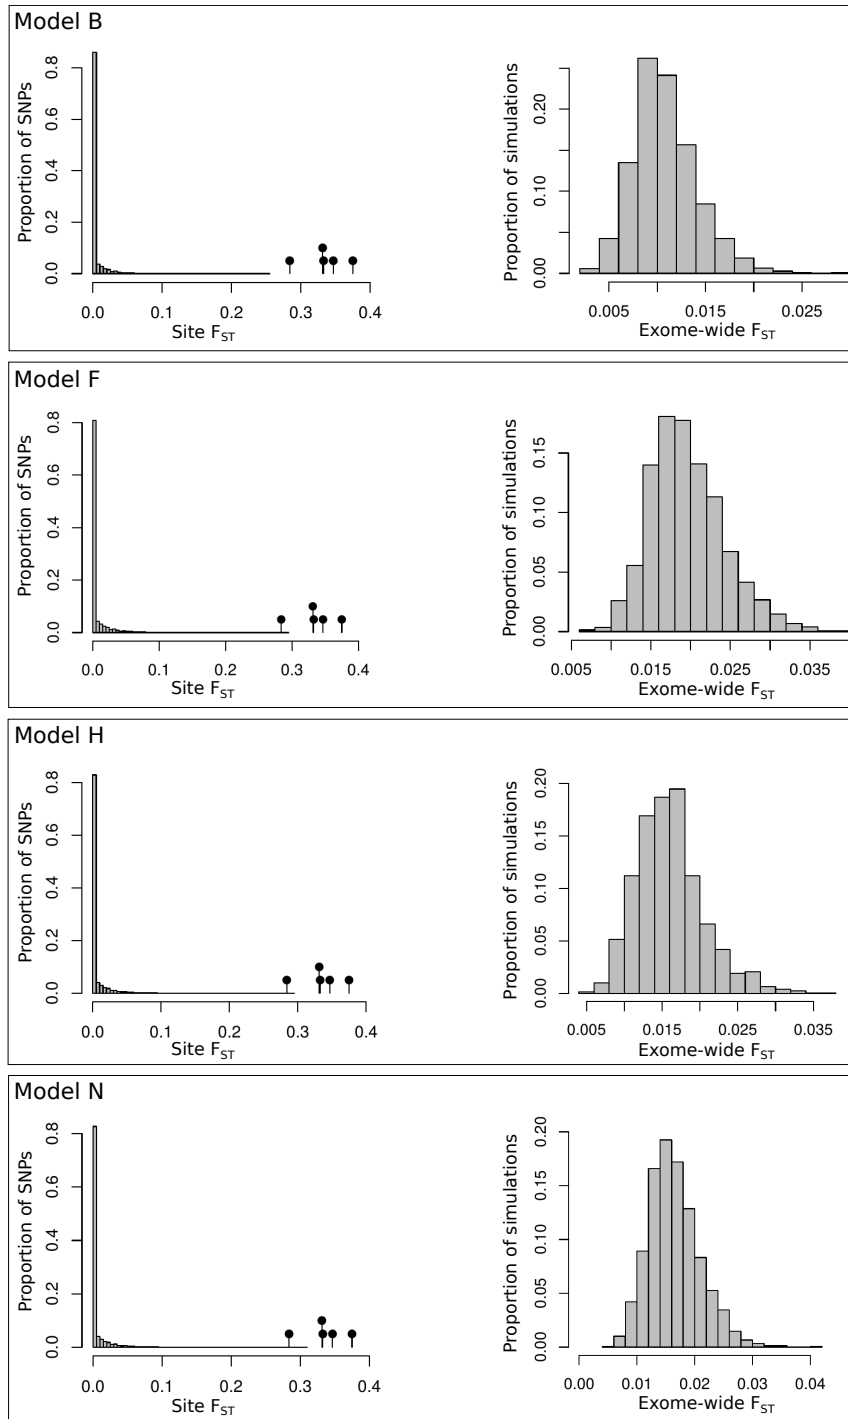 Model B
Proportion of SNPs
0.0 0.2 0.4 0.6 0.8
0.0 0.1 0.2 0.3 0.4
Site FST
Proportion of simulations
0.00 0.10 0.20
0.005 0.015 0.025
Exome-wide FST
Model F
Proportion of SNPs
0.0 0.2 0.4 0.6 0.8
0.0 0.1 0.2 0.3 0.4
Site FST
Proportion of simulations
0.00 0.05 0.10 0.15
0.005 0.015 0.025 0.035
Exome-wide FST
Model H
Proportion of SNPs
0.0 0.2 0.4 0.6 0.8
0.0 0.1 0.2 0.3 0.4
Site FST
Proportion of simulations
0.00 0.05 0.10 0.15 0.20
0.005 0.015 0.025 0.035
Exome-wide FST
Model N
Proportion of SNPs
0.0 0.2 0.4 0.6 0.8
0.0 0.1 0.2 0.3 0.4
Site FST
Proportion of simulations
0.00 0.05 0.10 0.15 0.20
0.00 0.01 0.02 0.03 0.04
Exome-wide FST